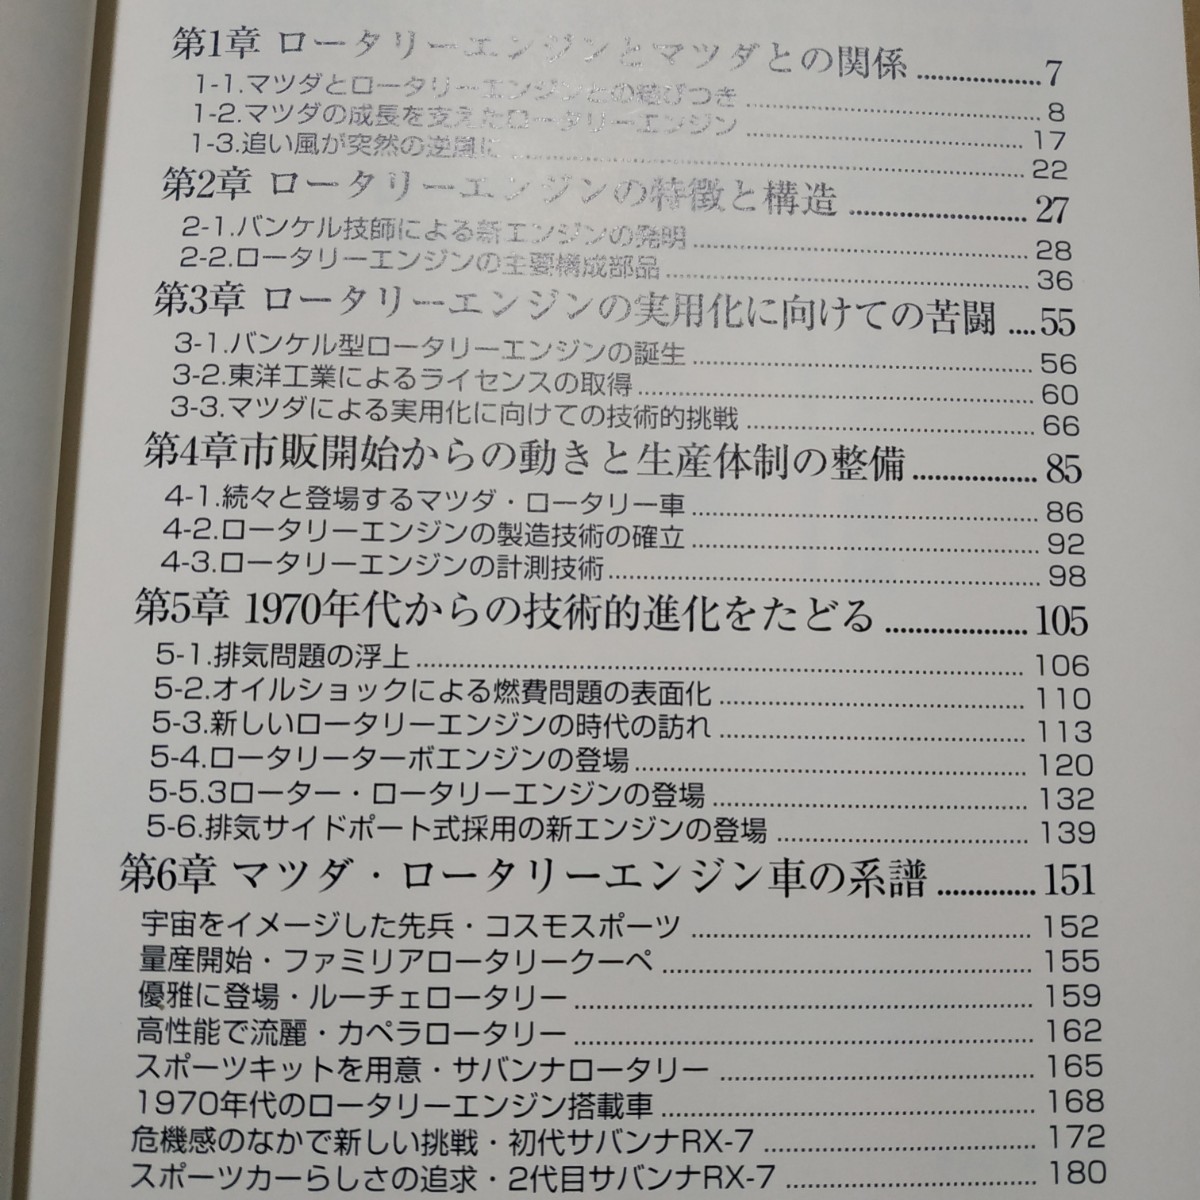 第1章 ロータリーエンジンとマツダとの関係 ..................7
1-1.マツダとロータリーエンジンとの結びつき .................. 8
1-2.マツダの成長を支えたロータリーエンジン .................. 17
1-3.追い風が突然の逆風に .................. 22
第2章 ロータリーエンジンの特徴と構造 .................. 27
2-1.バンケル技師による新エンジンの発明 .................. 28
2-2.ロータリーエンジンの主要構成部品 .................. 36
第3章 ロータリーエンジンの実用化に向けての苦闘 ....55
3-1.バンケル型ロータリーエンジンの誕生 .................. 56
3-2.東洋工業によるライセンスの取得 .................. 60
3-3.マツダによる実用化に向けての技術的挑戦 .................. 66
第4章市販開始からの動きと生産体制の整備 .................. 85
4-1.続々と登場するマツダ・ロータリー車 .................. 86
4-2.ロータリーエンジンの製造技術の確立 .................. 92
4-3.ロータリーエンジンの計測技術 .................. 98
第5章 1970年代からの技術的進化をたどる .................. 105
5-1.排気問題の浮上 .................. 106
5-2.オイルショックによる燃費問題の表面化 .................. 110
5-3.新しいロータリーエンジンの時代の訪れ .................. 113
5-4.ロータリーターボエンジンの登場 .................. 120
5-5.3ローター・ロータリーエンジンの登場 .................. 132
5-6.排気サイドポート式採用の新エンジンの登場 .................. 139
第6章 マツダ・ロータリーエンジン車の系譜 ............. 151
宇宙をイメージした先兵・コスモスポーツ .................. 152
量産開始・ファミリアロータリークーペ .................. 155
優雅に登場・ルーチェロータリー .................. 159
高性能で流麗・カペラロータリー .................. 162
スポーツキットを用意・サバンナロータリー .................. 165
1970年代のロータリーエンジン搭載車 .................. 168
危機感のなかで新しい挑戦・初代サバンナRX-7 .................. 172
スポーツカーらしさの追求・2代目サバンナRX-7 .................. 180